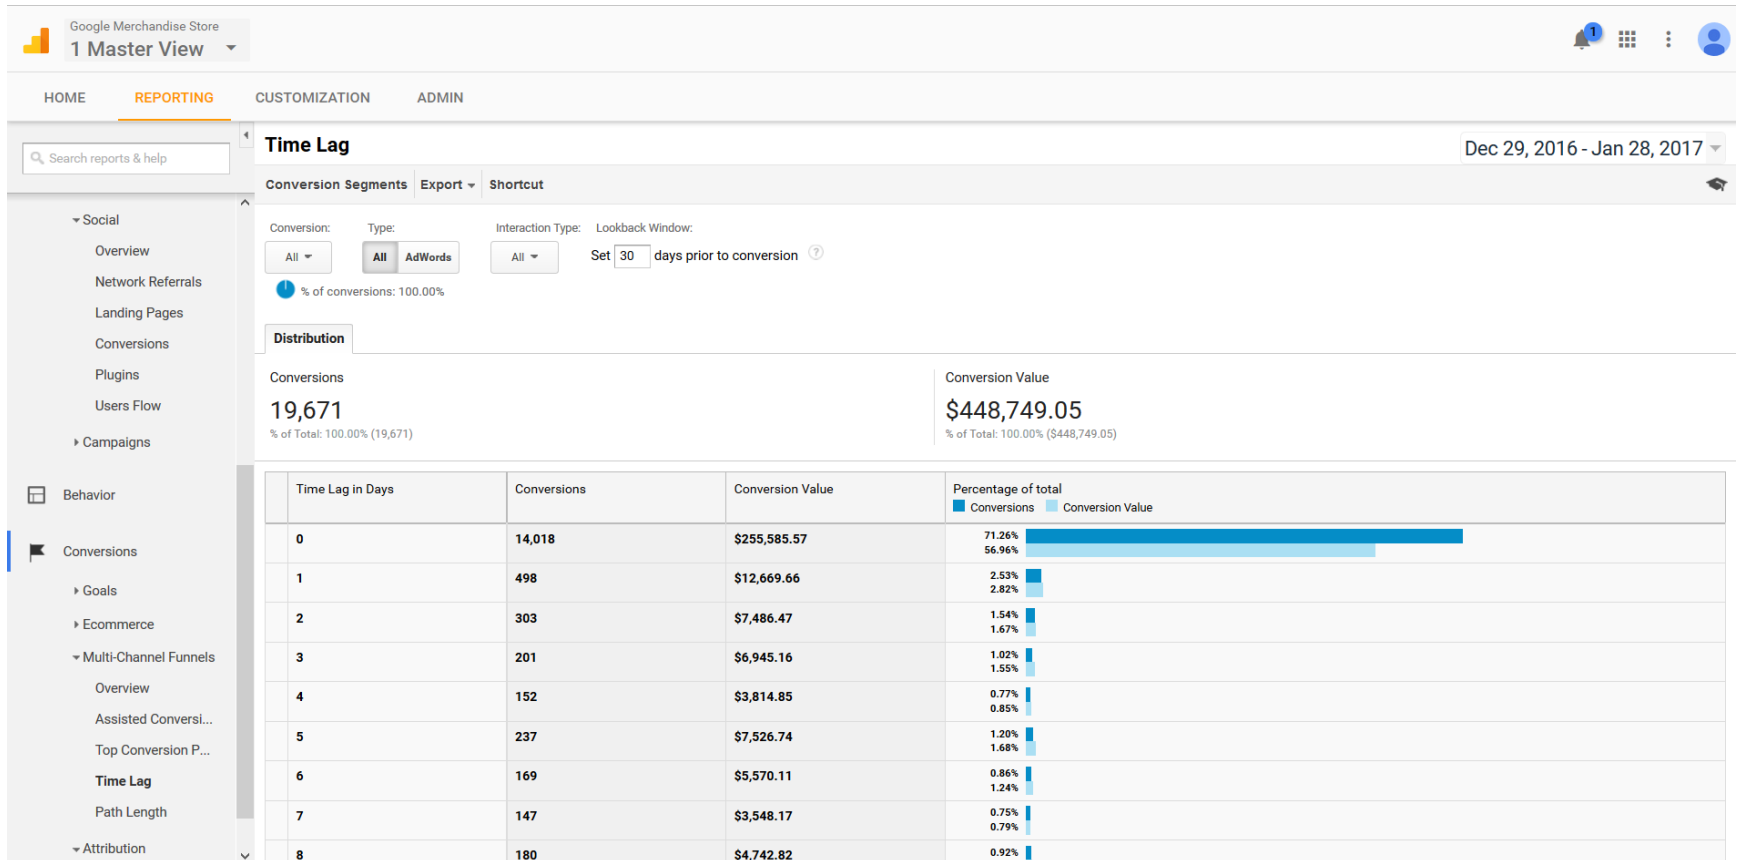 Google Merchandise Store
1 Master View
1
HOME REPORTING CUSTOMIZATION ADMIN
Search reports & help
Social
Overview
Network Referrals
Landing Pages
Conversions
Plugins
Users Flow
Campaigns
Behavior
Conversions
Goals
Ecommerce
Multi-Channel Funnels
Overview
Assisted Conversi...
Top Conversion P...
Time Lag
Path Length
Attribution
Time Lag
Dec 29, 2016 - Jan 28, 2017
Conversion Segments Export Shortcut
Conversion: Type: Interaction Type: Lookback Window:
All All AdWords All Set 30 days prior to conversion ?
% of conversions: 100.00%
Distribution
Conversions
19,671
% of Total: 100.00% (19,671)
Conversion Value
$448,749.05
% of Total: 100.00% ($448,749.05)
Time Lag in Days Conversions Conversion Value Percentage of total
Conversions Conversion Value
0 14,018 $255,585.57 71.26%
56.96%
1 498 $12,669.66 2.53%
2.82%
2 303 $7,486.47 1.54%
1.67%
3 201 $6,945.16 1.02%
1.55%
4 152 $3,814.85 0.77%
0.85%
5 237 $7,526.74 1.20%
1.68%
6 169 $5,570.11 0.86%
1.24%
7 147 $3,548.17 0.75%
0.79%
8 180 $4,742.82 0.92%